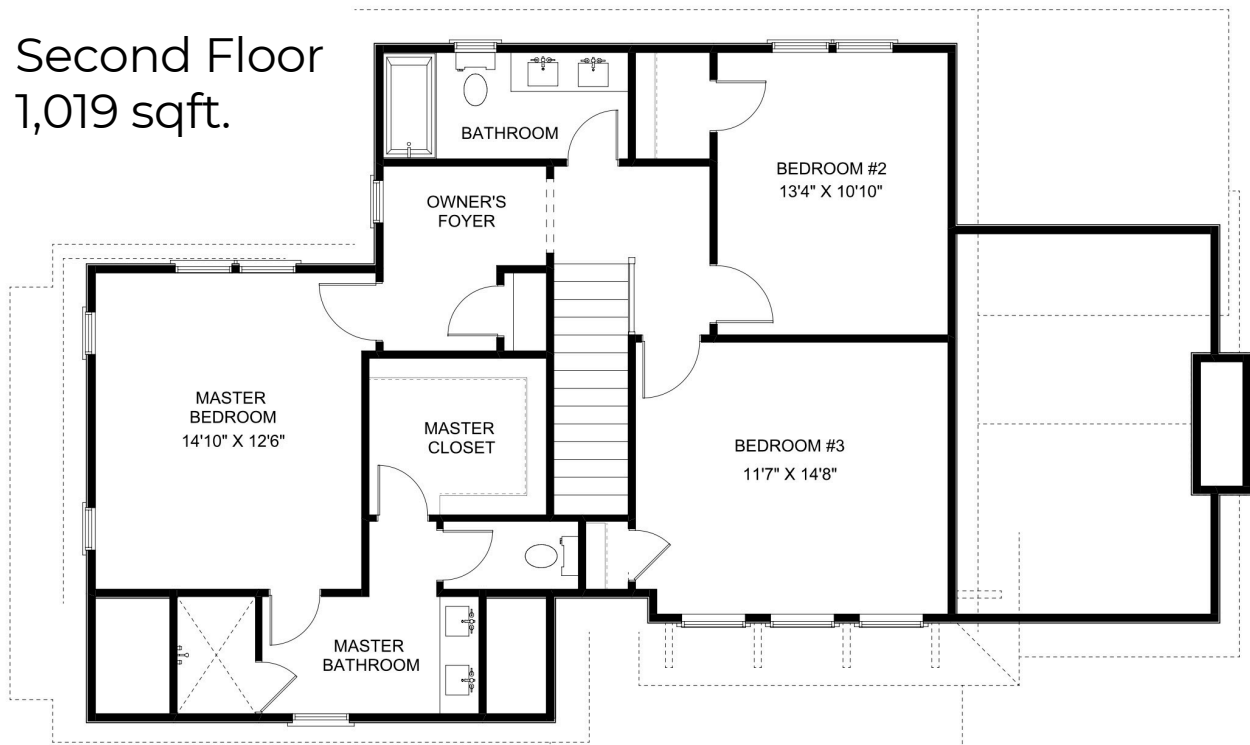 Second Floor
1,019 sqft.
BATHROOM
BEDROOM #2
13'4" X 10'10"
OWNER'S
FOYER
MASTER
BEDROOM
14'10" X 12'6"
MASTER
CLOSET
BEDROOM #3
11'7" X 14'8"
MASTER
BATHROOM